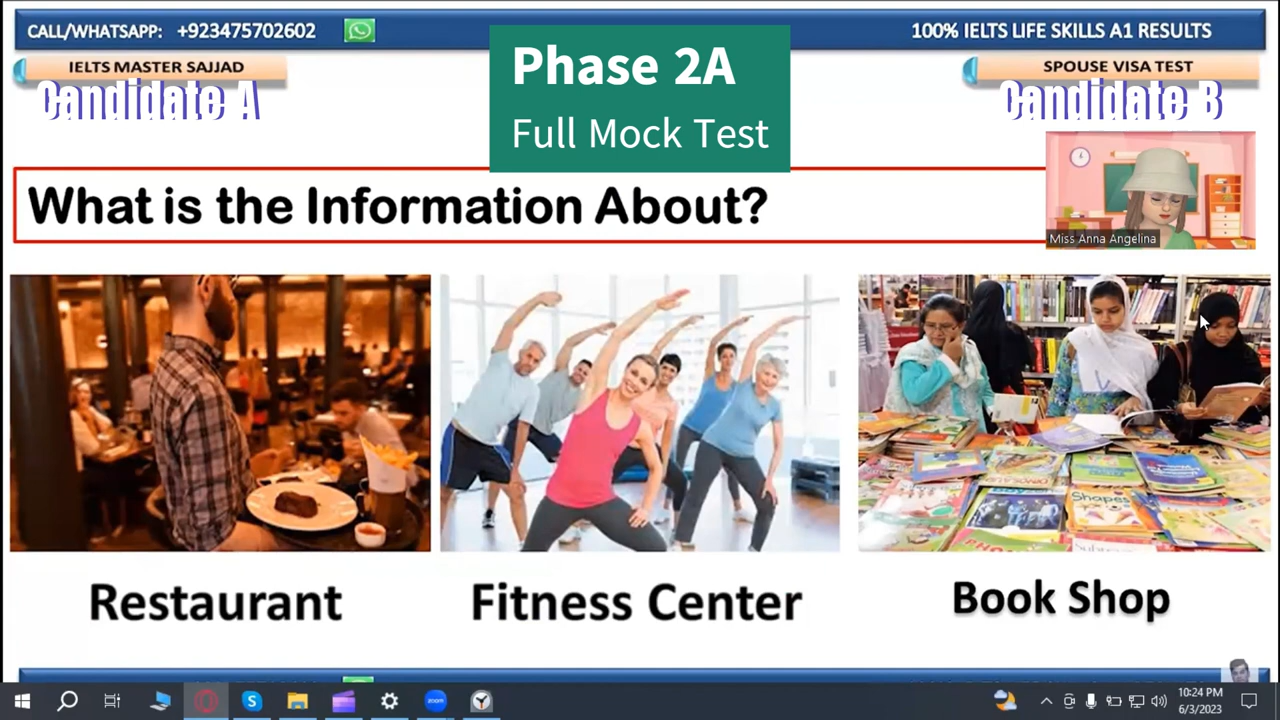 CALL/WHATSAPP: +923475702602
100% IELTS LIFE SKILLS A1 RESULTS
IELTS MASTER SAJJAD
SPOUSE VISA TEST
Candidate A
Candidate B
Phase 2A
Full Mock Test
What is the Information About?
Miss Anna Angelina
Shapes
Restaurant
Fitness Center
Book Shop
zoom
10:24 PM
6/3/2023